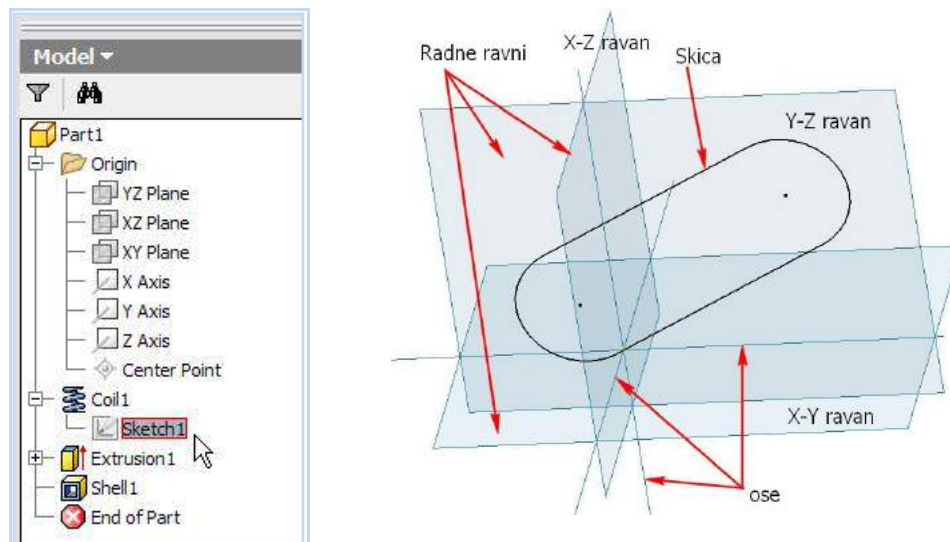 Model
Part1
Origin
YZ Plane
XZ Plane
XY Plane
X Axis
Y Axis
Z Axis
Center Point
Coil1
Sketch1
Extrusion1
Shell1
End of Part
Radne ravni
X-Z ravan
Skica
Y-Z ravan
X-Y ravan
ose